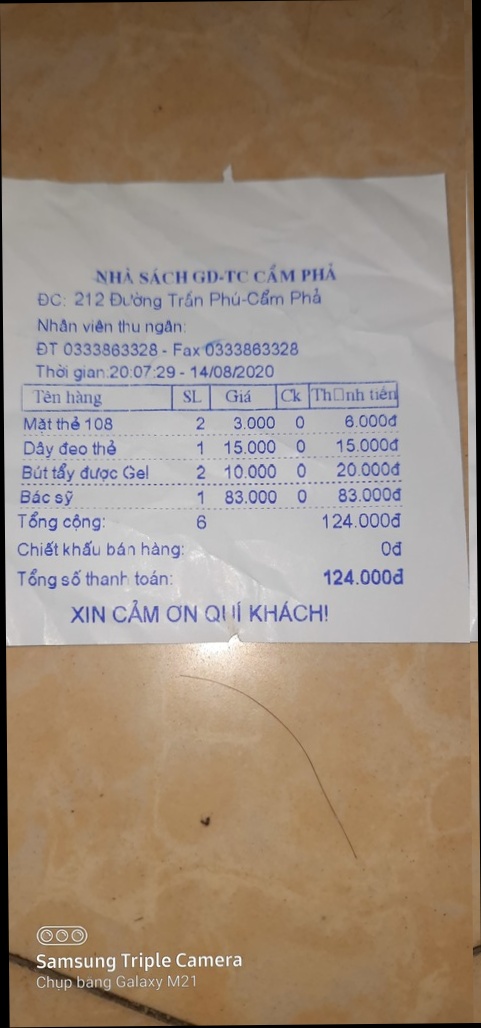 NHÀ SÁCH GD-TC CẨM PHẢ
ĐC: 212 Đường Trần Phú-Cẩm Phả
Nhân viên thu ngân:
ĐT 0333863328 - Fax 0333863328
Thời gian:20:07:29 - 14/08/2020
Tên hàng SL Giá Ck Th□nh tiền
Mặt thẻ 108 2 3.000 0 6.000đ
Dây đeo thẻ 1 15.000 0 15.000đ
Bút tẩy được Gel 2 10.000 0 20.000đ
Bác sỹ 1 83.000 0 83.000đ
Tổng cộng: 6 124.000đ
Chiết khấu bán hàng: 0đ
Tổng số thanh toán: 124.000đ
XIN CẢM ƠN QUÍ KHÁCH!
Samsung Triple Camera
Chụp bằng Galaxy M21